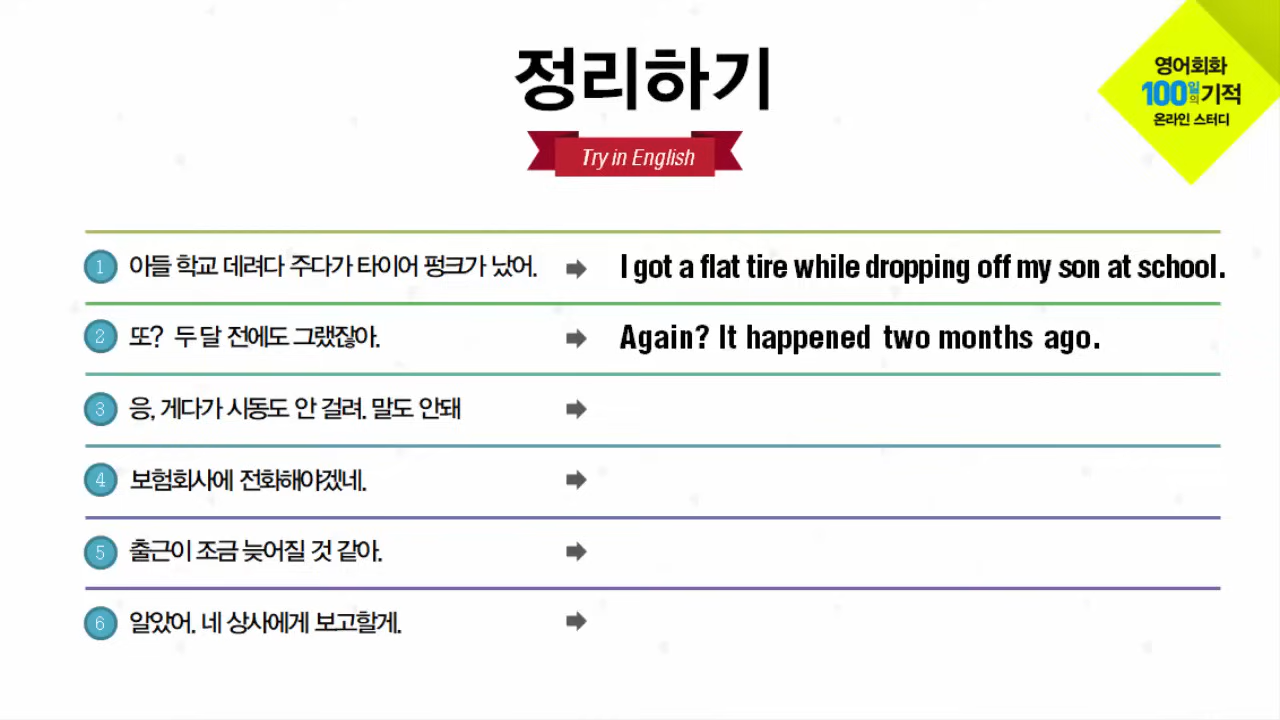 정리하기
Try in English
영어회화
100일의 기적
온라인 스터디
1 아들 학교 데려다 주다가 타이어 펑크가 났어. I got a flat tire while dropping off my son at school.
2 또? 두 달 전에도 그랬잖아. Again? It happened two months ago.
3 응, 게다가 시동도 안 걸려. 말도 안돼
4 보험회사에 전화해야겠네.
5 출근이 조금 늦어질 것 같아.
6 알았어. 네 상사에게 보고할게.